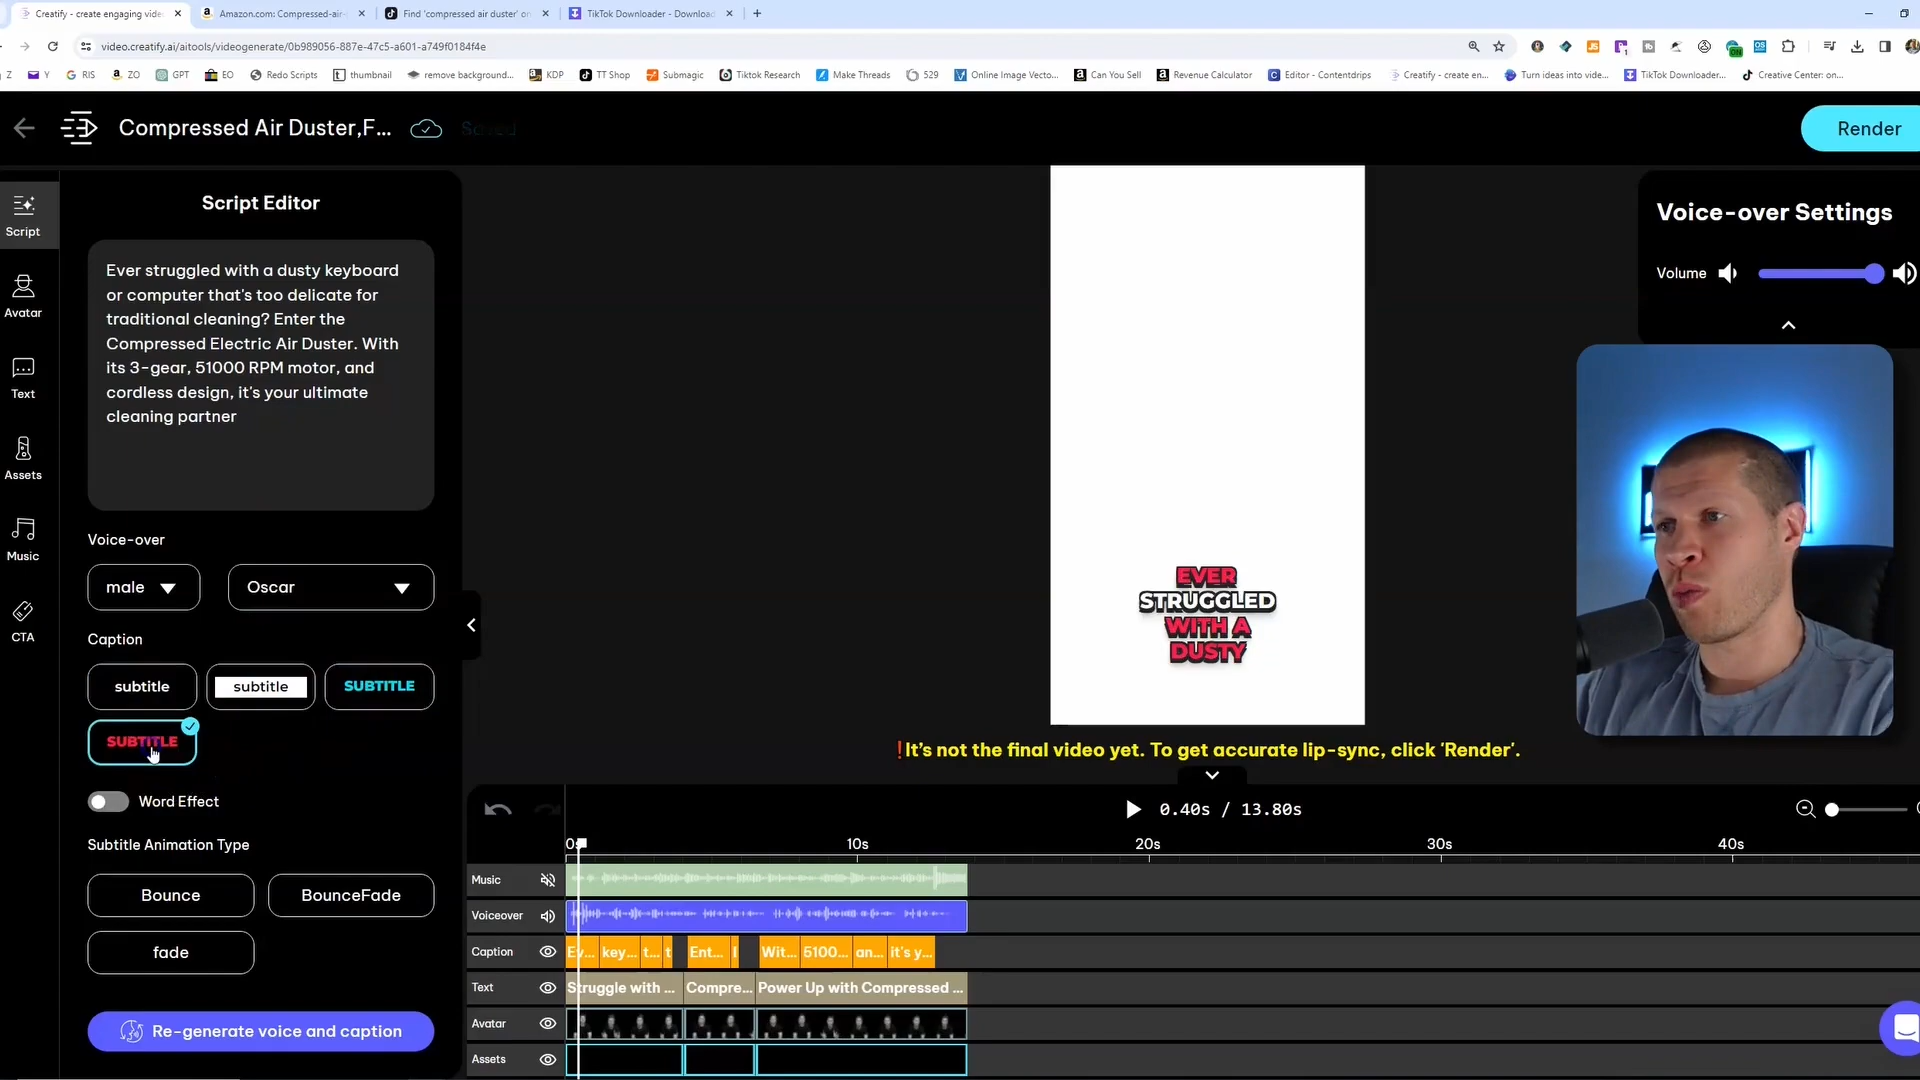 Creatify - create engaging vide
Amazon.com: Compressed-air-
Find 'compressed air duster' on
TikTok Downloader - Download
video.creatify.ai/aitools/videogenerate/0b989056-887e-47c5-a601-a749f0184f4e
Z
Y
RIS
ZO
GPT
EO
Redo Scripts
thumbnail
remove background...
KDP
TT Shop
Submagic
Tiktok Research
Make Threads
529
Online Image Vecto...
Can You Sell
Revenue Calculator
Editor - Contentdrips
Creatify - create en...
Turn ideas into vide...
TikTok Downloader...
Creative Center: on...
Compressed Air Duster,F...
Saved
Render
Script
Avatar
Text
Assets
Music
CTA
Script Editor
Ever struggled with a dusty keyboard
or computer that's too delicate for
traditional cleaning? Enter the
Compressed Electric Air Duster. With
its 3-gear, 51000 RPM motor, and
cordless design, it's your ultimate
cleaning partner
Voice-over
male
Oscar
Caption
subtitle
subtitle
SUBTITLE
SUBTITLE
Word Effect
Subtitle Animation Type
Bounce
BounceFade
fade
Re-generate voice and caption
EVER
STRUGGLED
WITH A
DUSTY
Voice-over Settings
Volume
!It's not the final video yet. To get accurate lip-sync, click 'Render'.
0.40s / 13.80s
0s
10s
20s
30s
40s
Music
Voiceover
Caption
Ev...
key...
t...
t
Ent...
I
Wit...
5100...
an...
it's y...
Text
Struggle with ...
Compre...
Power Up with Compressed ...
Avatar
Assets